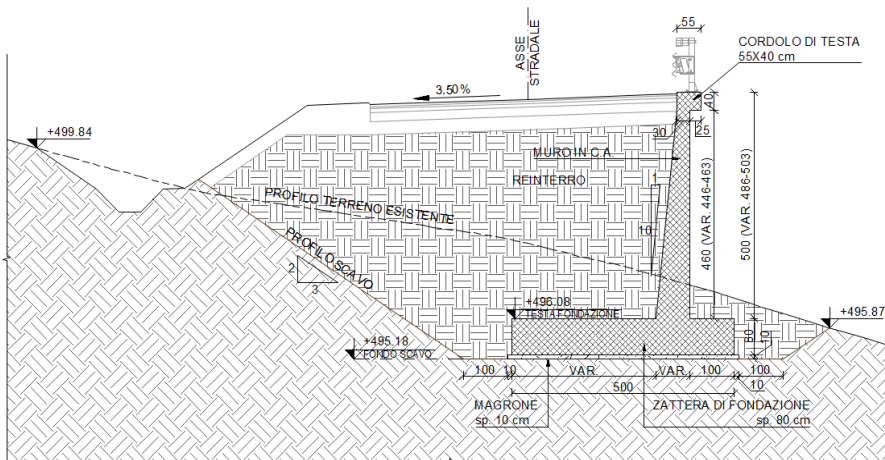 55
CORDOLO DI TESTA
55X40 cm
ASSE
STRADALE
3.50%
40
+499.84
30
25
MURO IN C.A.
REINTERRO
1
10
460 (VAR. 446-463)
500 (VAR. 486-503)
PROFILO TERRENO ESISTENTE
PROFILO SCAVO
2
3
+496.08
TESTA FONDAZIONE
+495.87
+495.18
FONDO SCAVO
80
10
100
10
VAR.
VAR.
100
100
10
500
MAGRONE
sp. 10 cm
ZATTERA DI FONDAZIONE
sp. 80 cm